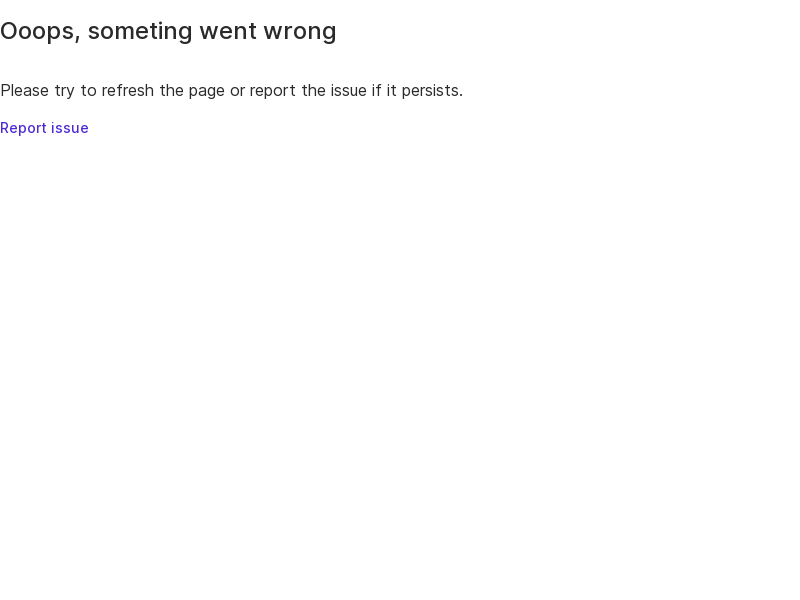 Ooops, someting went wrong
Please try to refresh the page or report the issue if it persists.
Report issue